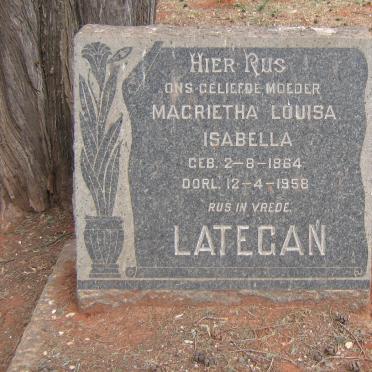 HIER RUS
ONS GELIEFDE MOEDER
MAGRIETHA LOUISA
ISABELLA
GEB. 2-8-1864
OORL. 12-4-1958
RUS IN VREDE.
LATEGAN